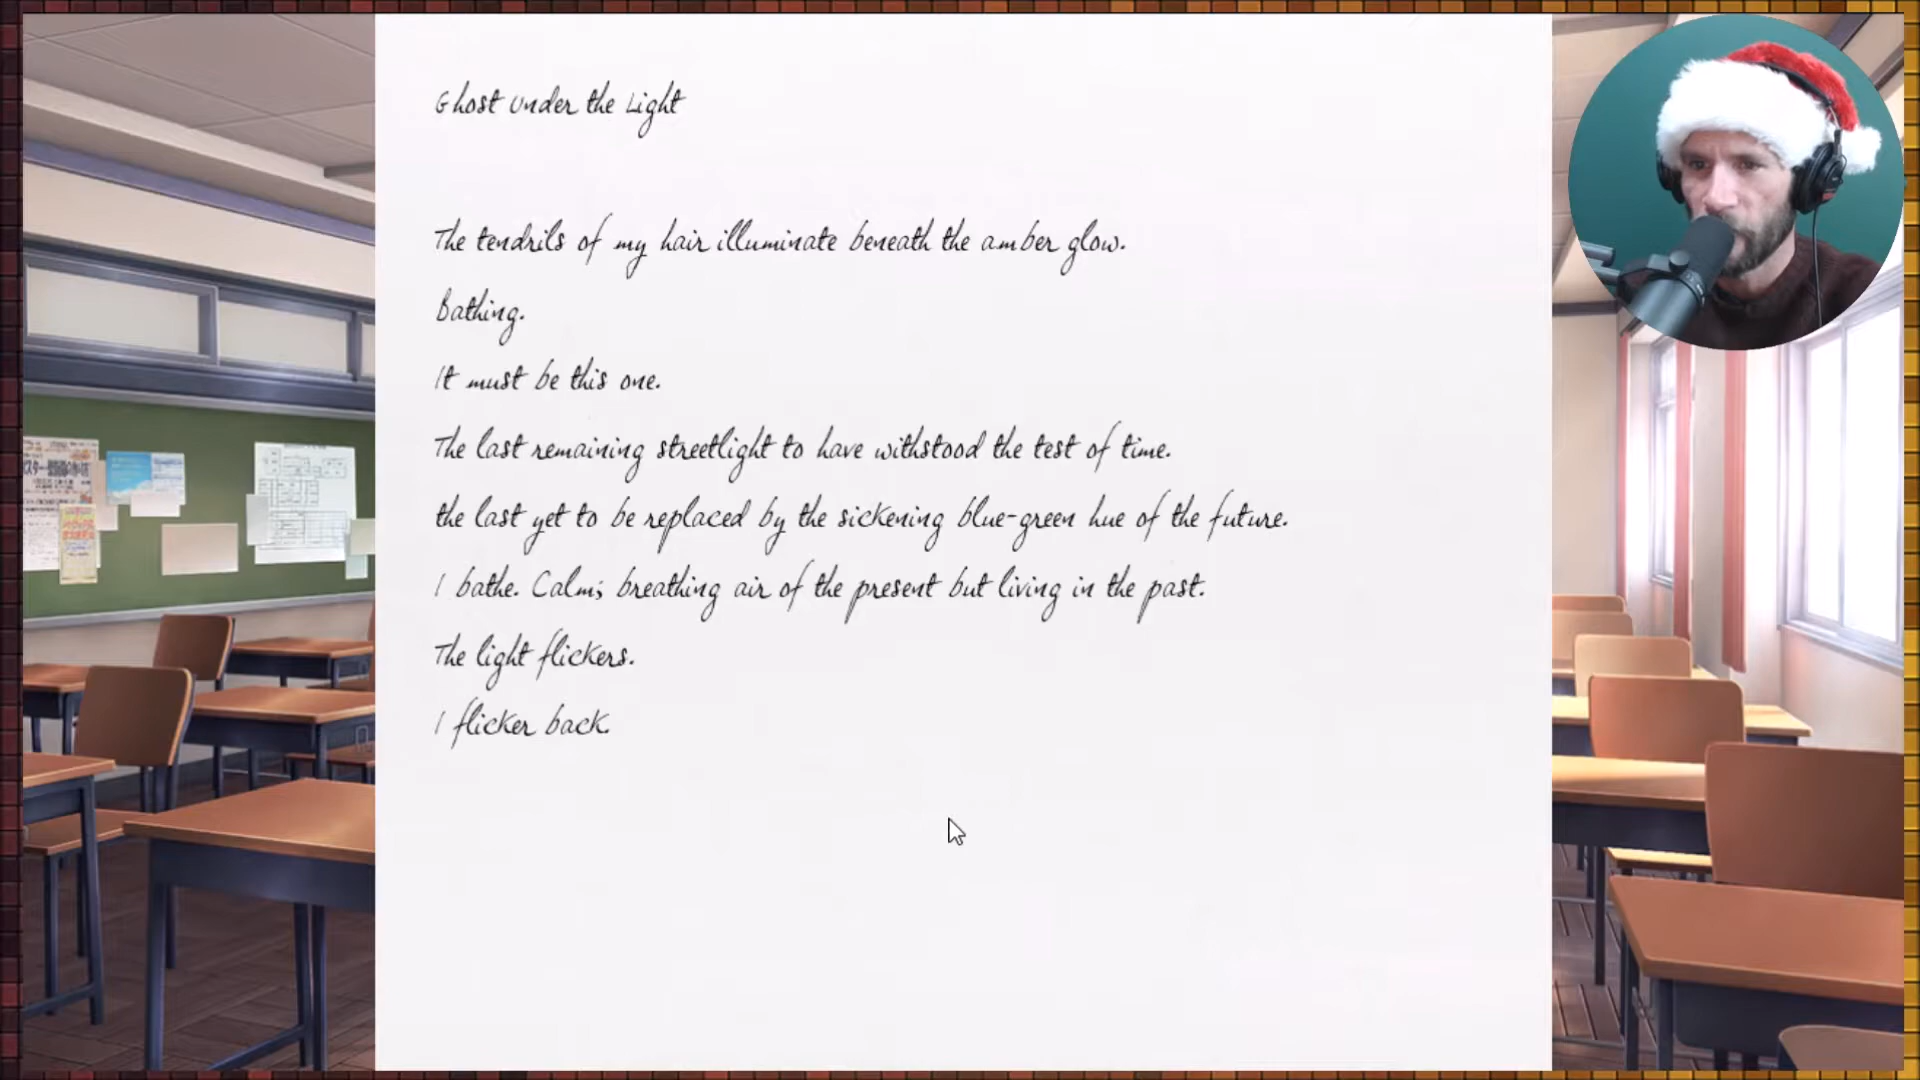 Ghost Under the Light
The tendrils of my hair illuminate beneath the amber glow.
Bathing.
It must be this one.
The last remaining streetlight to have withstood the test of time.
the last yet to be replaced by the sickening blue-green hue of the future.
I bathe. Calm; breathing air of the present but living in the past.
The light flickers.
I flicker back.